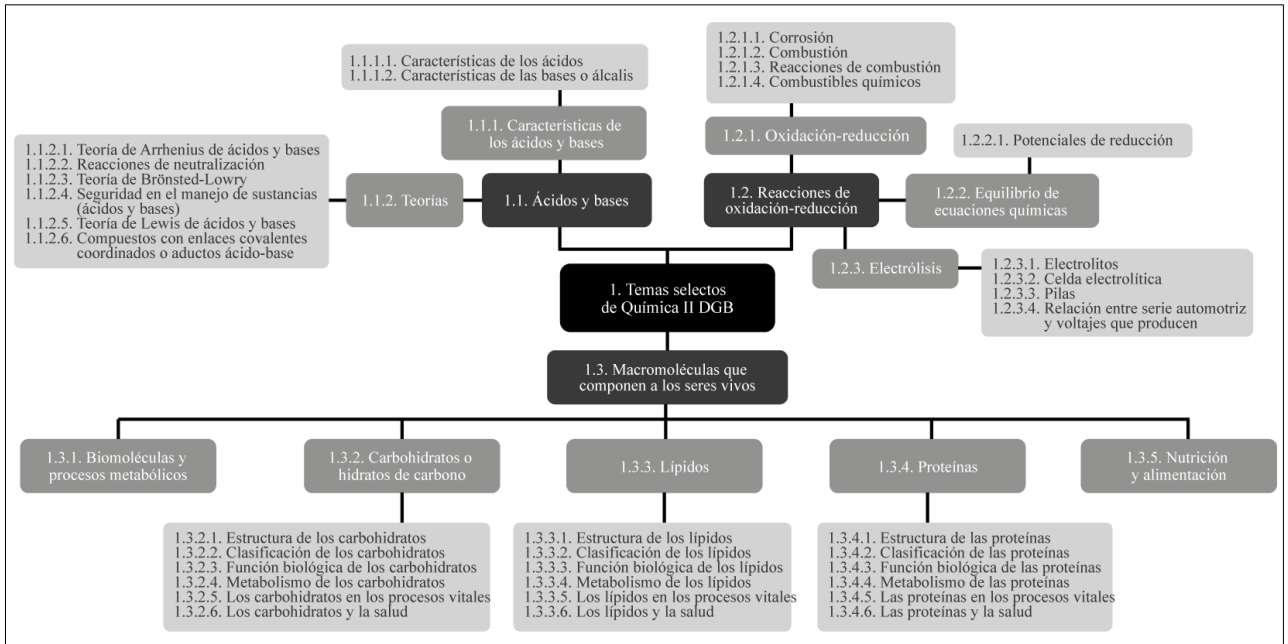 1.1.1.1. Características de los ácidos
1.1.1.2. Características de las bases o álcalis
1.2.1.1. Corrosión
1.2.1.2. Combustión
1.2.1.3. Reacciones de combustión
1.2.1.4. Combustibles químicos
1.1.1. Características de
los ácidos y bases
1.2.1. Oxidación-reducción
1.2.2.1. Potenciales de reducción
1.1.2.1. Teoría de Arrhenius de ácidos y bases
1.1.2.2. Reacciones de neutralización
1.1.2.3. Teoría de Brönsted-Lowry
1.1.2.4. Seguridad en el manejo de sustancias
(ácidos y bases)
1.1.2.5. Teoría de Lewis de ácidos y bases
1.1.2.6. Compuestos con enlaces covalentes
coordinados o aductos ácido-base
1.1.2. Teorías
1.1. Ácidos y bases
1.2. Reacciones de
oxidación-reducción
1.2.2. Equilibrio de
ecuaciones químicas
1.2.3. Electrólisis
1.2.3.1. Electrolitos
1.2.3.2. Celda electrolítica
1.2.3.3. Pilas
1.2.3.4. Relación entre serie automotriz
y voltajes que producen
1. Temas selectos
de Química II DGB
1.3. Macromoléculas que
componen a los seres vivos
1.3.1. Biomoléculas y
procesos metabólicos
1.3.2. Carbohidratos o
hidratos de carbono
1.3.3. Lípidos
1.3.4. Proteínas
1.3.5. Nutrición
y alimentación
1.3.2.1. Estructura de los carbohidratos
1.3.2.2. Clasificación de los carbohidratos
1.3.2.3. Función biológica de los carbohidratos
1.3.2.4. Metabolismo de los carbohidratos
1.3.2.5. Los carbohidratos en los procesos vitales
1.3.2.6. Los carbohidratos y la salud
1.3.3.1. Estructura de los lípidos
1.3.3.2. Clasificación de los lípidos
1.3.3.3. Función biológica de los lípidos
1.3.3.4. Metabolismo de los lípidos
1.3.3.5. Los lípidos en los procesos vitales
1.3.3.6. Los lípidos y la salud
1.3.4.1. Estructura de las proteínas
1.3.4.2. Clasificación de las proteínas
1.3.4.3. Función biológica de las proteínas
1.3.4.4. Metabolismo de las proteínas
1.3.4.5. Las proteínas en los procesos vitales
1.3.4.6. Las proteínas y la salud